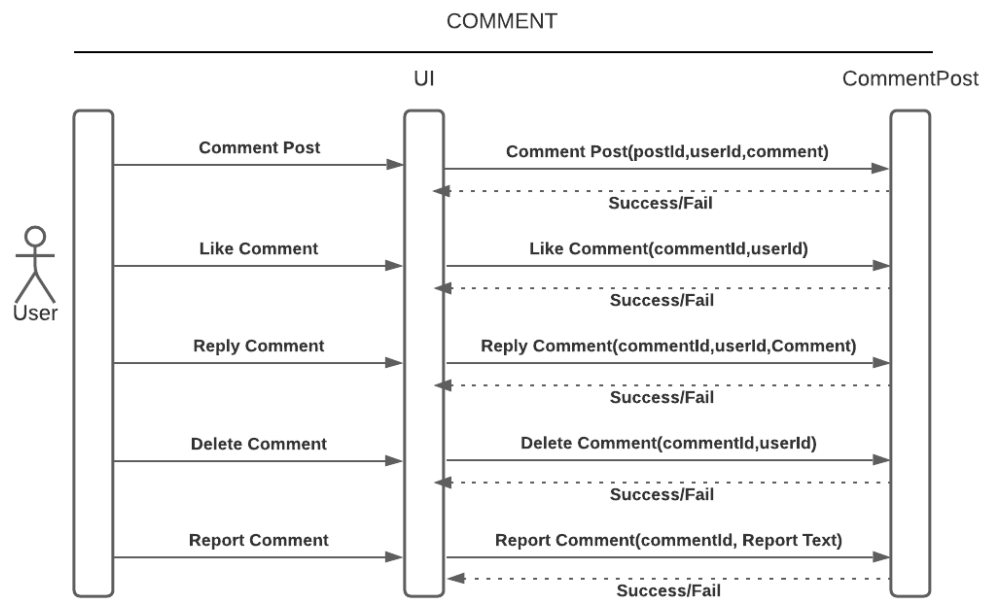 COMMENT
UI
CommentPost
Comment Post
Comment Post(postId,userId,comment)
Success/Fail
Like Comment
Like Comment(commentId,userId)
Success/Fail
User
Reply Comment
Reply Comment(commentId,userId,Comment)
Success/Fail
Delete Comment
Delete Comment(commentId,userId)
Success/Fail
Report Comment
Report Comment(commentId, Report Text)
Success/Fail